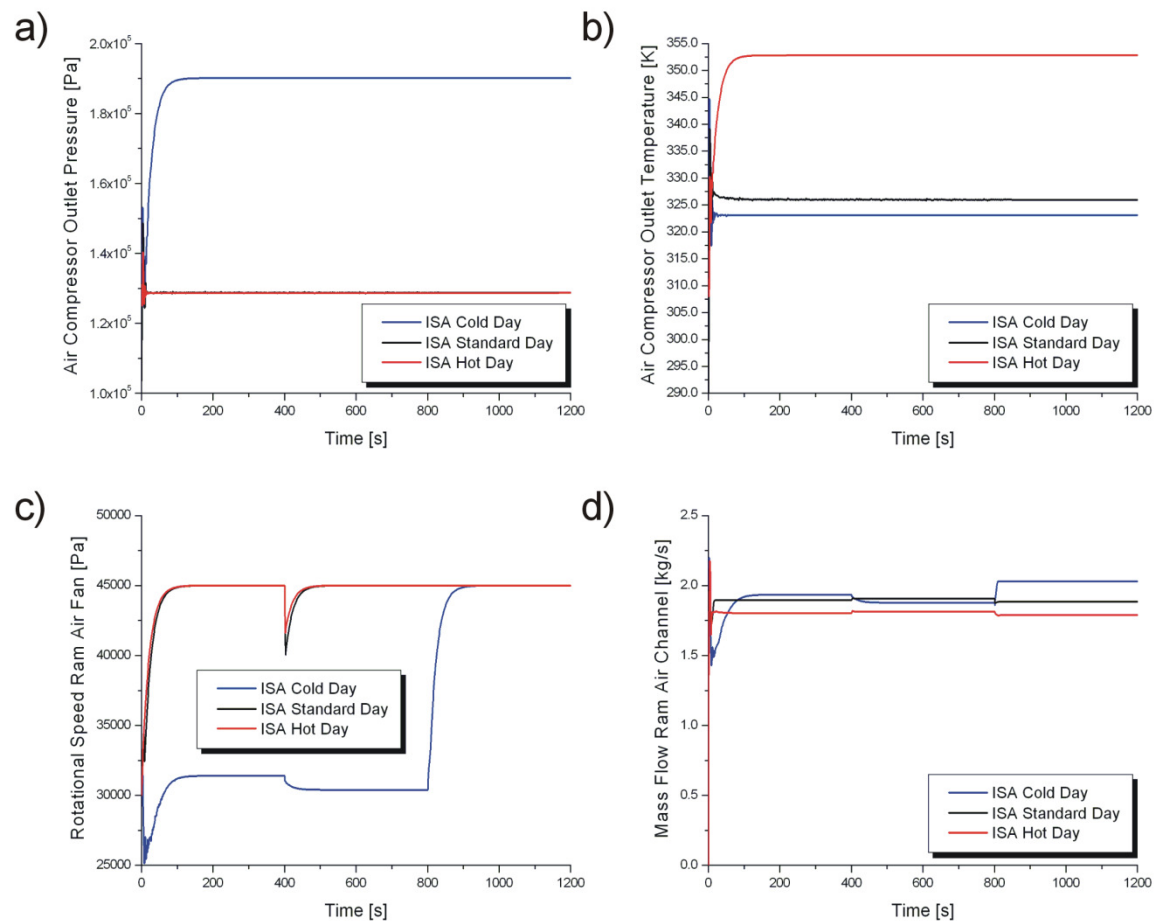 a)
Air Compressor Outlet Pressure [Pa]
2.0x10⁵
1.8x10⁵
1.6x10⁵
1.4x10⁵
1.2x10⁵
1.0x10⁵
ISA Cold Day
ISA Standard Day
ISA Hot Day
0 200 400 600 800 1000 1200
Time [s]
b)
Air Compressor Outlet Temperature [K]
355.0
350.0
345.0
340.0
335.0
330.0
325.0
320.0
315.0
310.0
305.0
300.0
295.0
290.0
ISA Cold Day
ISA Standard Day
ISA Hot Day
0 200 400 600 800 1000 1200
Time [s]
c)
Rotational Speed Ram Air Fan [Pa]
50000
45000
40000
35000
30000
25000
ISA Cold Day
ISA Standard Day
ISA Hot Day
0 200 400 600 800 1000 1200
Time [s]
d)
Mass Flow Ram Air Channel [kg/s]
2.5
2.0
1.5
1.0
0.5
0.0
ISA Cold Day
ISA Standard Day
ISA Hot Day
0 200 400 600 800 1000 1200
Time [s]